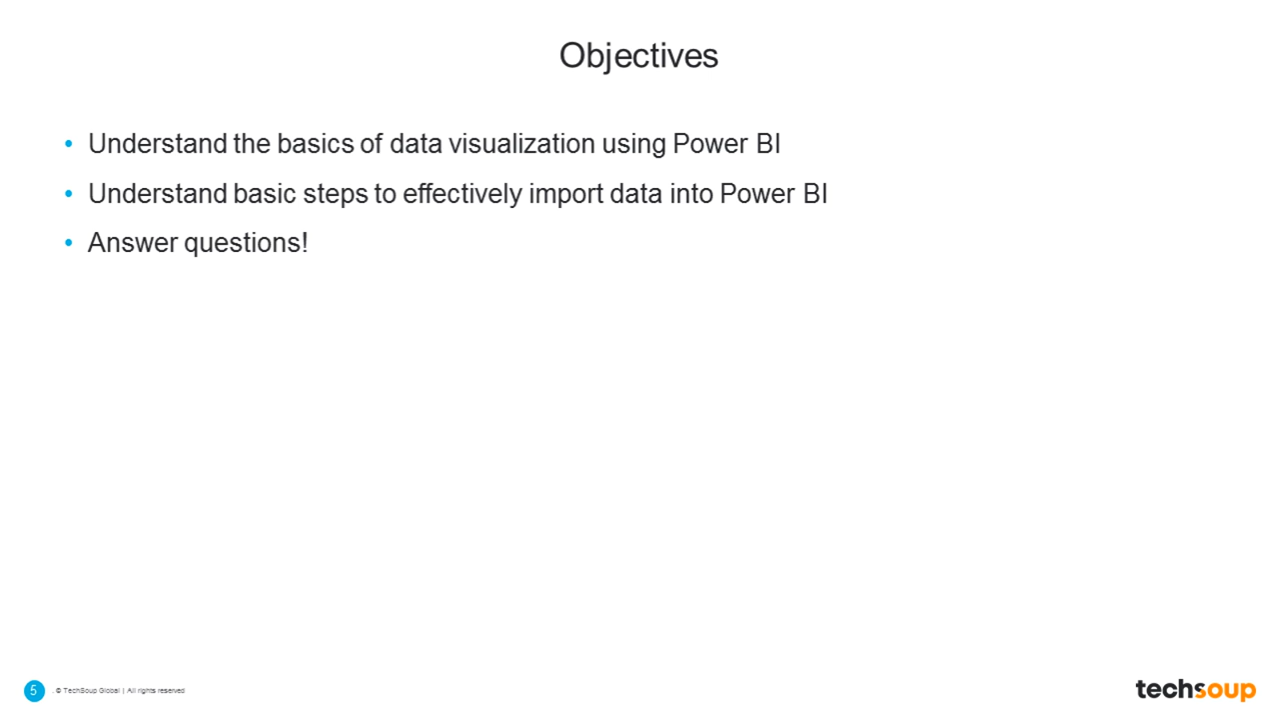 Objectives
• Understand the basics of data visualization using Power BI
• Understand basic steps to effectively import data into Power BI
• Answer questions!
5 . © TechSoup Global | All rights reserved
techsoup